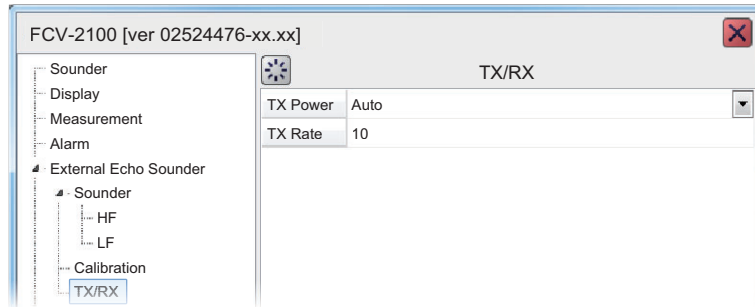 FCV-2100 [ver 02524476-xx.xx]
Sounder
Display
Measurement
Alarm
External Echo Sounder
Sounder
HF
LF
Calibration
TX/RX
TX/RX
TX Power Auto
TX Rate 10